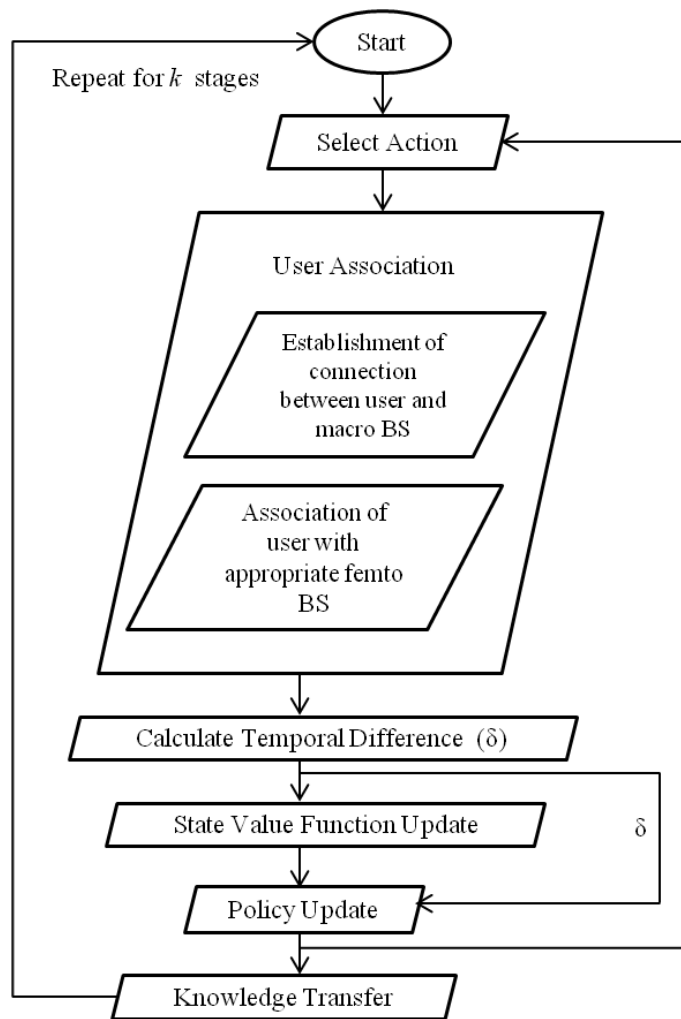 Start
Repeat for k stages
Select Action
User Association
Establishment of
connection
between user and
macro BS
Association of
user with
appropriate femto
BS
Calculate Temporal Difference (δ)
State Value Function Update
δ
Policy Update
Knowledge Transfer